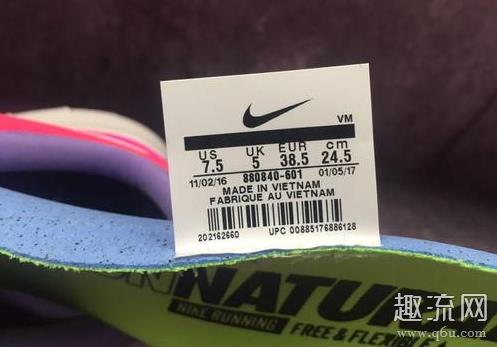 VM
US UK EUR cm
7.5 5 38.5 24.5
11/02/16 880840-601 01/05/17
MADE IN VIETNAM
FABRIQUE AU VIETNAM
202162660 UPC 00885176886128
NATUR
NIKE RUNNING FREE & FLEX
趣流网
www.q6u.com